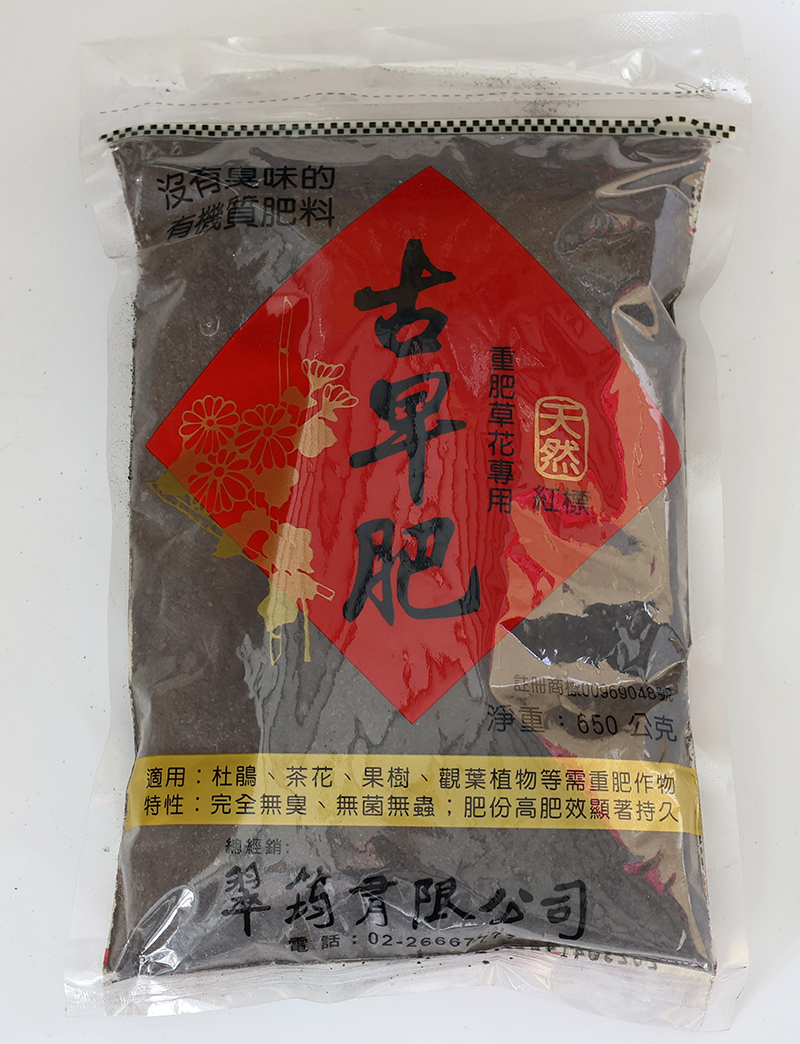 沒有臭味的
有機質肥料
古早肥
重肥草花專用
天然
紅標
淨重：650 公克
適用：杜鵑、茶花、果樹、觀葉植物等需重肥作物
特性：完全無臭、無菌無蟲；肥份高肥效顯著持久
總經銷:
翠筠有限公司
電話：